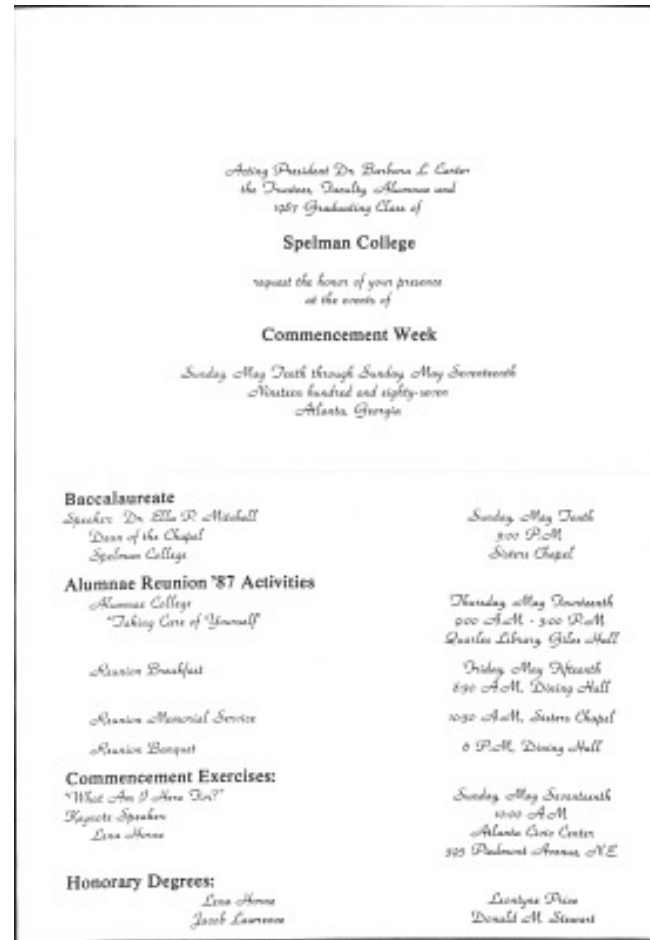 Acting President Dr. Barbara L. Carter
the Trustees, Faculty, Alumnae and
1987 Graduating Class of
Spelman College
request the honor of your presence
at the events of
Commencement Week
Sunday, May Tenth through Sunday, May Seventeenth
Nineteen hundred and eighty-seven
Atlanta, Georgia
Baccalaureate
Speaker: Dr. Ella P. Mitchell
Dean of the Chapel
Spelman College
Sunday, May Tenth
3:00 P.M.
Sisters Chapel
Alumnae Reunion '87 Activities
Alumnae College
"Taking Care of Yourself"
Thursday, May Fourteenth
9:00 A.M. - 3:00 P.M.
Quarles Library, Giles Hall
Reunion Breakfast
Friday, May Fifteenth
8:30 A.M., Dining Hall
Reunion Memorial Service
10:30 A.M., Sisters Chapel
Reunion Banquet
6 P.M., Dining Hall
Commencement Exercises:
"What Am I Here For?"
Keynote Speaker
Lena Horne
Sunday, May Seventeenth
10:00 A.M.
Atlanta Civic Center
395 Piedmont Avenue, N.E.
Honorary Degrees:
Lena Horne
Jacob Lawrence
Leontyne Price
Donald M. Stewart